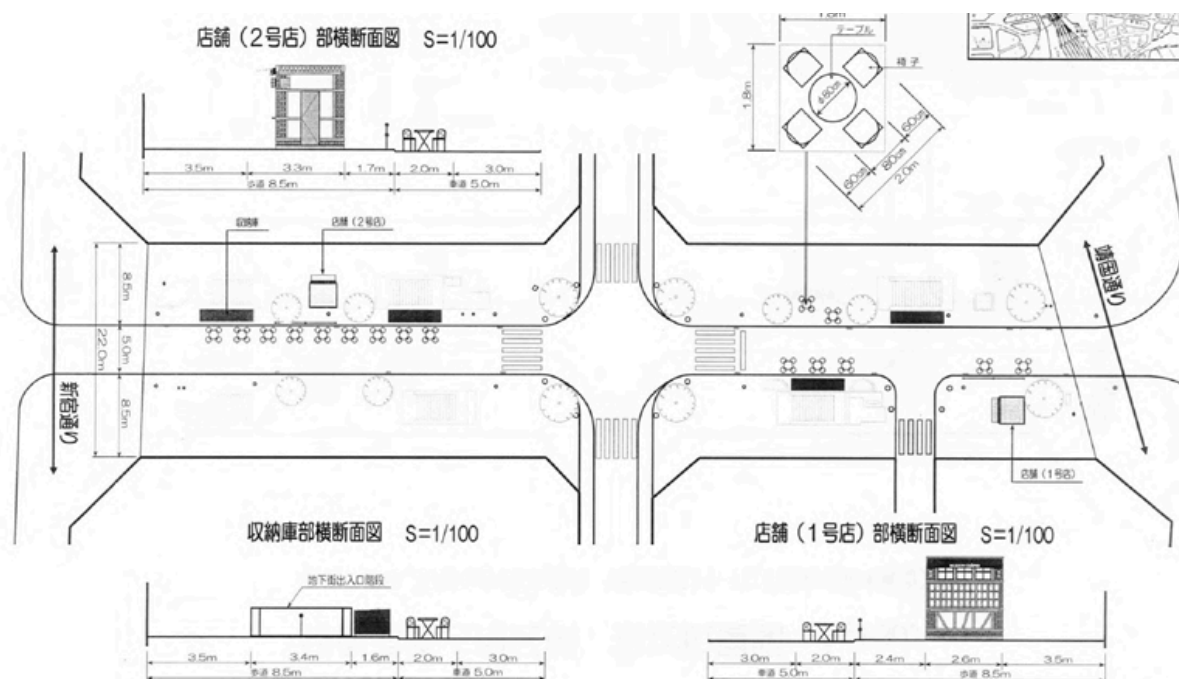 店舗（2号店）部横断面図 S=1/100
3.5m 3.3m 1.7m 2.0m 3.0m
歩道 8.5m 車道 5.0m
1.8m
テーブル
椅子
1.8m
φ80cm
60cm
80cm
60cm
2.0m
収納庫
店舗（2号店）
靖国通り
8.5m
5.0m
22.0m
8.5m
新宿通り
店舗（1号店）
収納庫部横断面図 S=1/100
地下街出入口階段
3.5m 3.4m 1.6m 2.0m 3.0m
歩道 8.5m 車道 5.0m
店舗（1号店）部横断面図 S=1/100
3.0m 2.0m 2.4m 2.6m 3.5m
車道 5.0m 歩道 8.5m